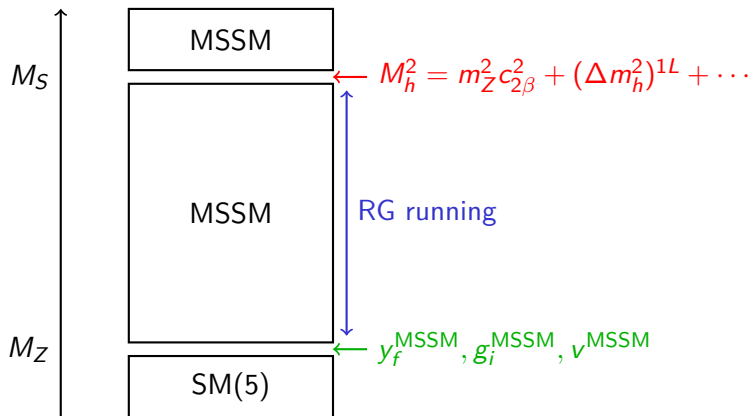 MSSM
M_S
M_h^2 = m_Z^2 c_{2β}^2 + (Δm_h^2)^{1L} + ⋯
MSSM
RG running
M_Z
y_f^{MSSM}, g_i^{MSSM}, v^{MSSM}
SM(5)